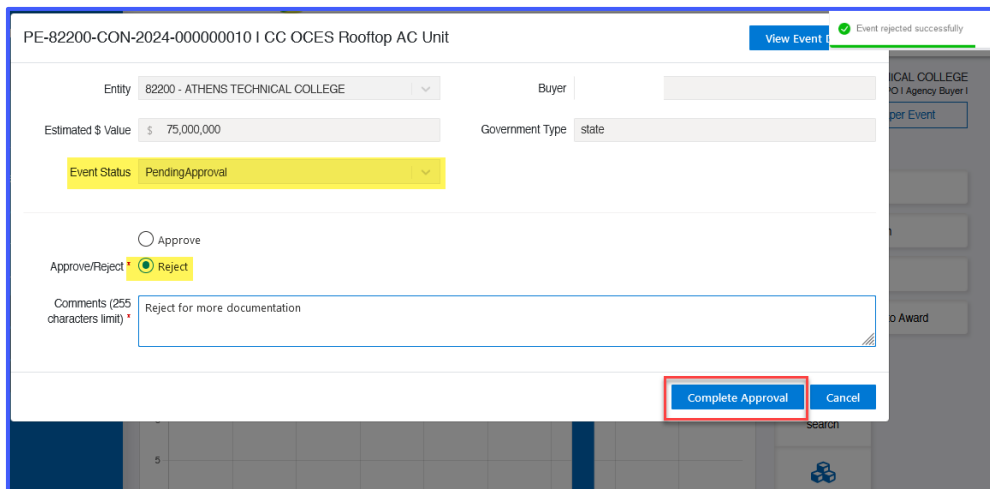 PE-82200-CON-2024-000000010 I CC OCES Rooftop AC Unit
View Event
Event rejected successfully
Entity 82200 - ATHENS TECHNICAL COLLEGE Buyer
ICAL COLLEGE
PO I Agency Buyer I
Estimated $ Value $ 75,000,000 Government Type state
per Event
Event Status PendingApproval
Approve
Approve/Reject * Reject
Comments (255 characters limit) * Reject for more documentation
o Award
Complete Approval Cancel
search
5